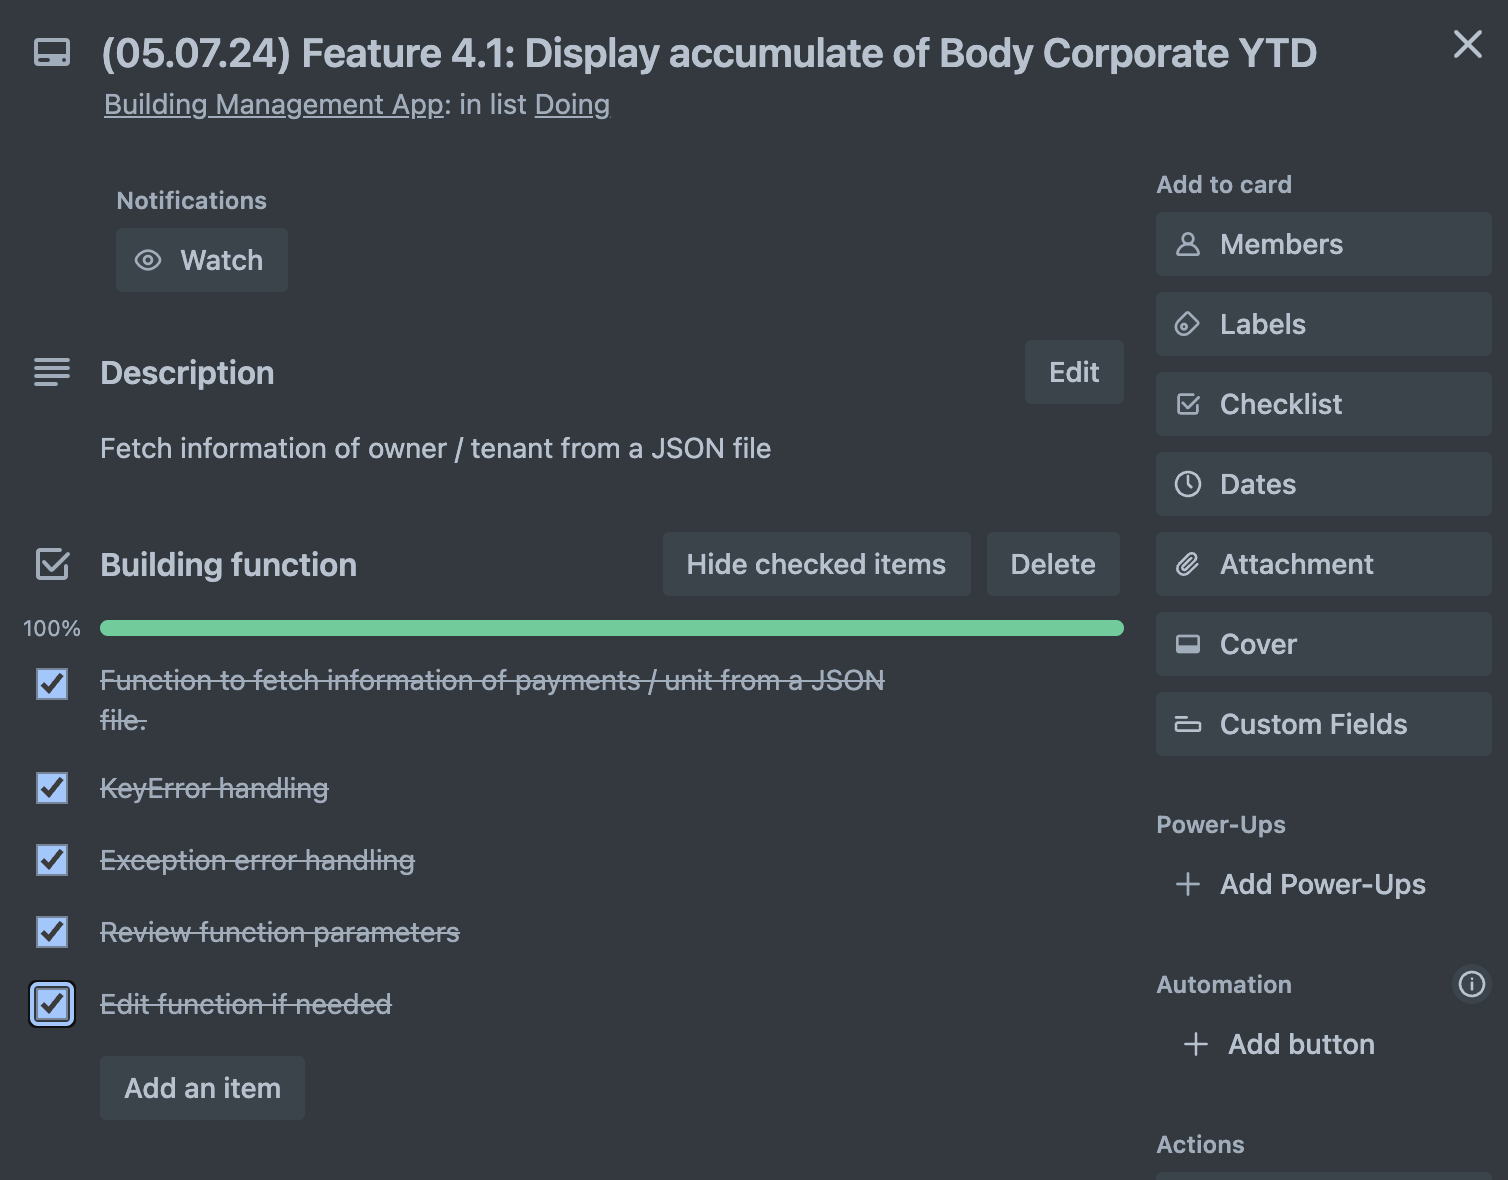 (05.07.24) Feature 4.1: Display accumulate of Body Corporate YTD
Building Management App: in list Doing
Notifications
Watch
Description
Edit
Fetch information of owner / tenant from a JSON file
Building function
Hide checked items
Delete
100%
Function to fetch information of payments / unit from a JSON
file.
KeyError handling
Exception error handling
Review function parameters
Edit function if needed
Add an item
Add to card
Members
Labels
Checklist
Dates
Attachment
Cover
Custom Fields
Power-Ups
Add Power-Ups
Automation
Add button
Actions